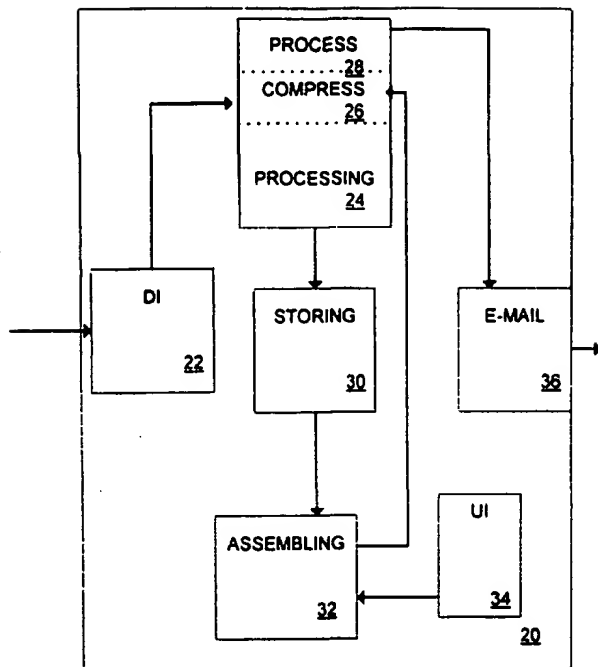 PROCESS
28
COMPRESS
26
PROCESSING
24
DI
22
STORING
30
E-MAIL
36
ASSEMBLING
32
UI
34
20